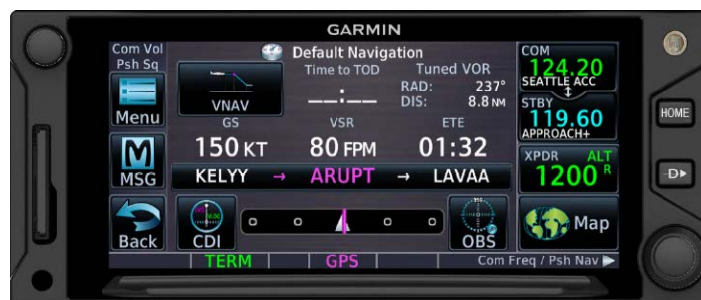 GARMIN
Com Vol
Psh Sq
Default Navigation
Time to TOD
Tuned VOR
__:__
RAD: 237°
DIS: 8.8 NM
VNAV
Menu
GS
VSR
ETE
150 KT
80 FPM
01:32
MSG
KELYY → ARUPT → LAVAA
Back
CDI
OBS
TERM
GPS
Com Freq / Psh Nav
COM
124.20
SEATTLE ACC
STBY
119.60
APPROACH+
XPDR ALT
1200 R
Map
HOME
D